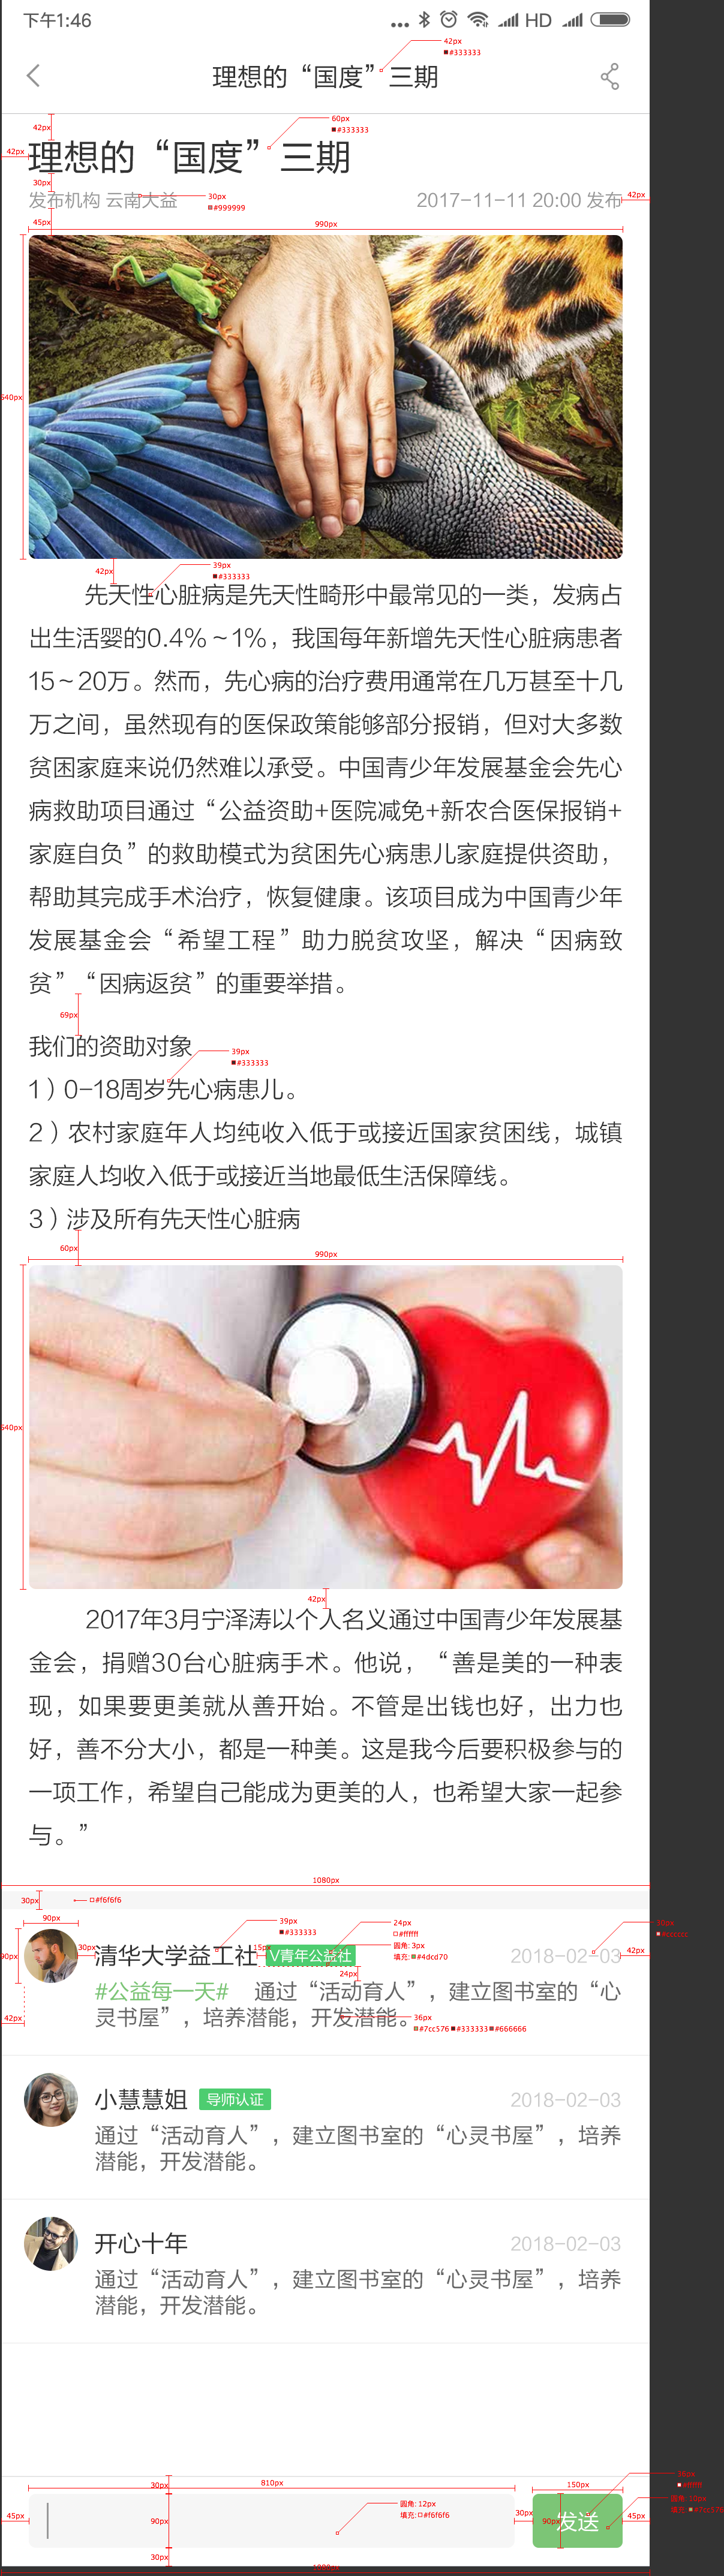 下午1:46
HD
42px
#333333
理想的“国度”三期
42px
60px
#333333
42px
理想的“国度”三期
30px
发布机构 云南大益
30px
#999999
2017-11-11 20:00 发布
42px
45px
990px
540px
42px
39px
#333333
先天性心脏病是先天性畸形中最常见的一类，发病占
出生活婴的0.4%～1%，我国每年新增先天性心脏病患者
15～20万。然而，先心病的治疗费用通常在几万甚至十几
万之间，虽然现有的医保政策能够部分报销，但对大多数
贫困家庭来说仍然难以承受。中国青少年发展基金会先心
病救助项目通过“公益资助+医院减免+新农合医保报销+
家庭自负”的救助模式为贫困先心病患儿家庭提供资助，
帮助其完成手术治疗，恢复健康。该项目成为中国青少年
发展基金会“希望工程”助力脱贫攻坚，解决“因病致
贫”“因病返贫”的重要举措。
69px
我们的资助对象
39px
#333333
1）0-18周岁先心病患儿。
2）农村家庭年人均纯收入低于或接近国家贫困线，城镇
家庭人均收入低于或接近当地最低生活保障线。
3）涉及所有先天性心脏病
60px
990px
540px
42px
2017年3月宁泽涛以个人名义通过中国青少年发展基
金会，捐赠30台心脏病手术。他说，“善是美的一种表
现，如果要更美就从善开始。不管是出钱也好，出力也
好，善不分大小，都是一种美。这是我今后要积极参与的
一项工作，希望自己能成为更美的人，也希望大家一起参
与。”
1080px
30px
#f6f6f6
90px
39px
#333333
24px
#ffffff
圆角: 3px
填充: #4dcd70
30px
#cccccc
90px
30px
清华大学益工社
15px
V青年公益社
2018-02-03
42px
24px
#公益每一天# 通过“活动育人”，建立图书室的“心
灵书屋”，培养潜能，开发潜能。
42px
36px
#7cc576 #333333 #666666
小慧慧姐
导师认证
2018-02-03
通过“活动育人”，建立图书室的“心灵书屋”，培养
潜能，开发潜能。
开心十年
2018-02-03
通过“活动育人”，建立图书室的“心灵书屋”，培养
潜能，开发潜能。
30px
810px
150px
36px
#ffffff
45px
90px
圆角: 12px
填充: #f6f6f6
30px
90px
发送
圆角: 10px
填充: #7cc576
45px
30px
1080px